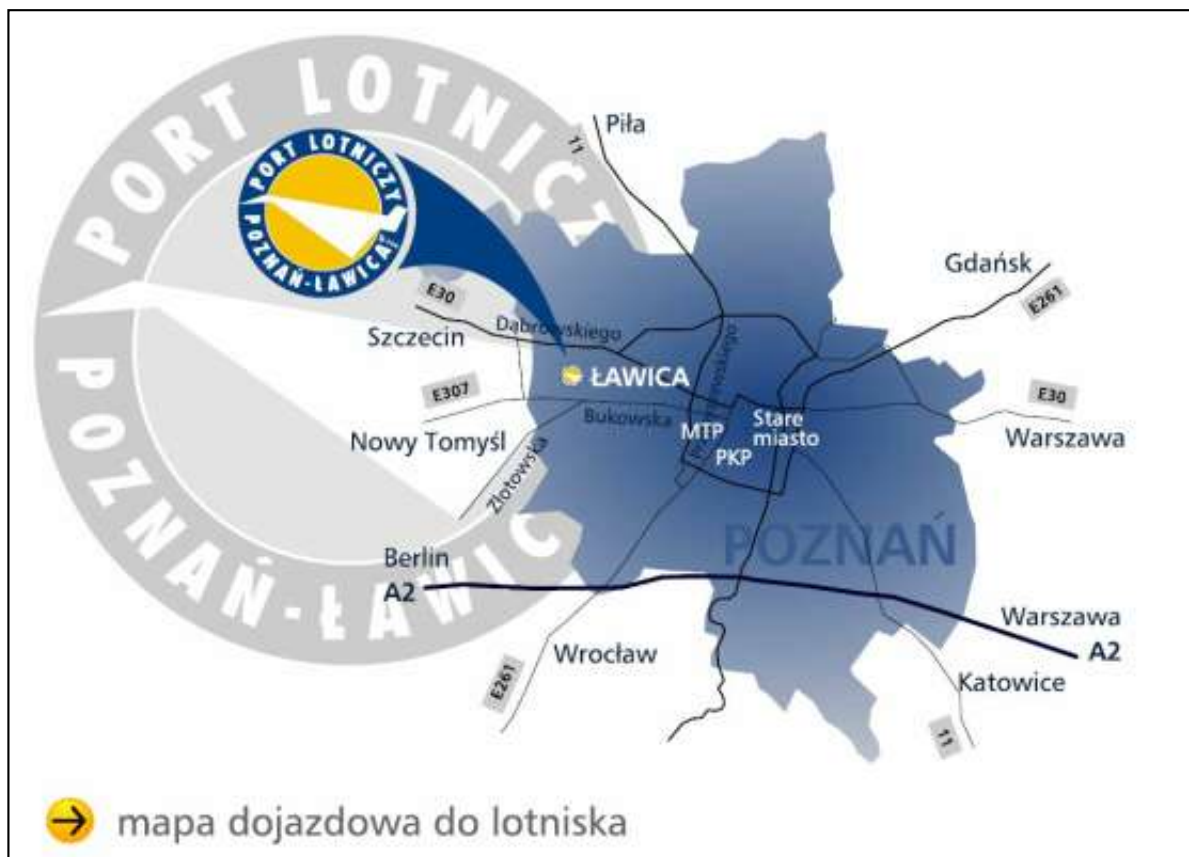 PORT LOTNICZ
POZNAŃ-ŁAWIC
PORT LOTNICZY
POZNAŃ-ŁAWICA
Piła
11
Gdańsk
E261
E30
Szczecin
Dąbrowskiego
ŁAWICA
E307
Nowy Tomyśl
Bukowska
MTP
PKP
Stare
miasto
E30
Warszawa
Złotowska
POZNAŃ
Berlin
A2
Warszawa
A2
Wrocław
E261
Katowice
11
mapa dojazdowa do lotniska